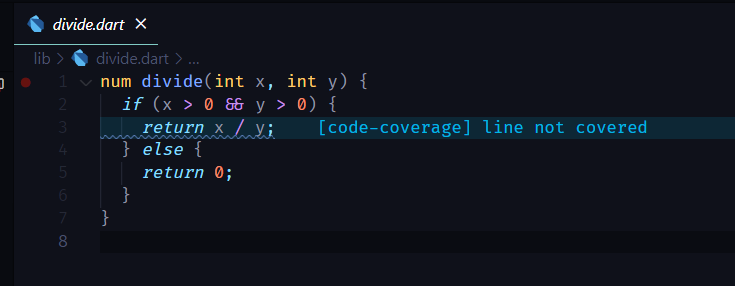 divide.dart ×
lib > divide.dart > ...
1 num divide(int x, int y) {
2 if (x > 0 && y > 0) {
3 return x / y; [code-coverage] line not covered
4 } else {
5 return 0;
6 }
7 }
8